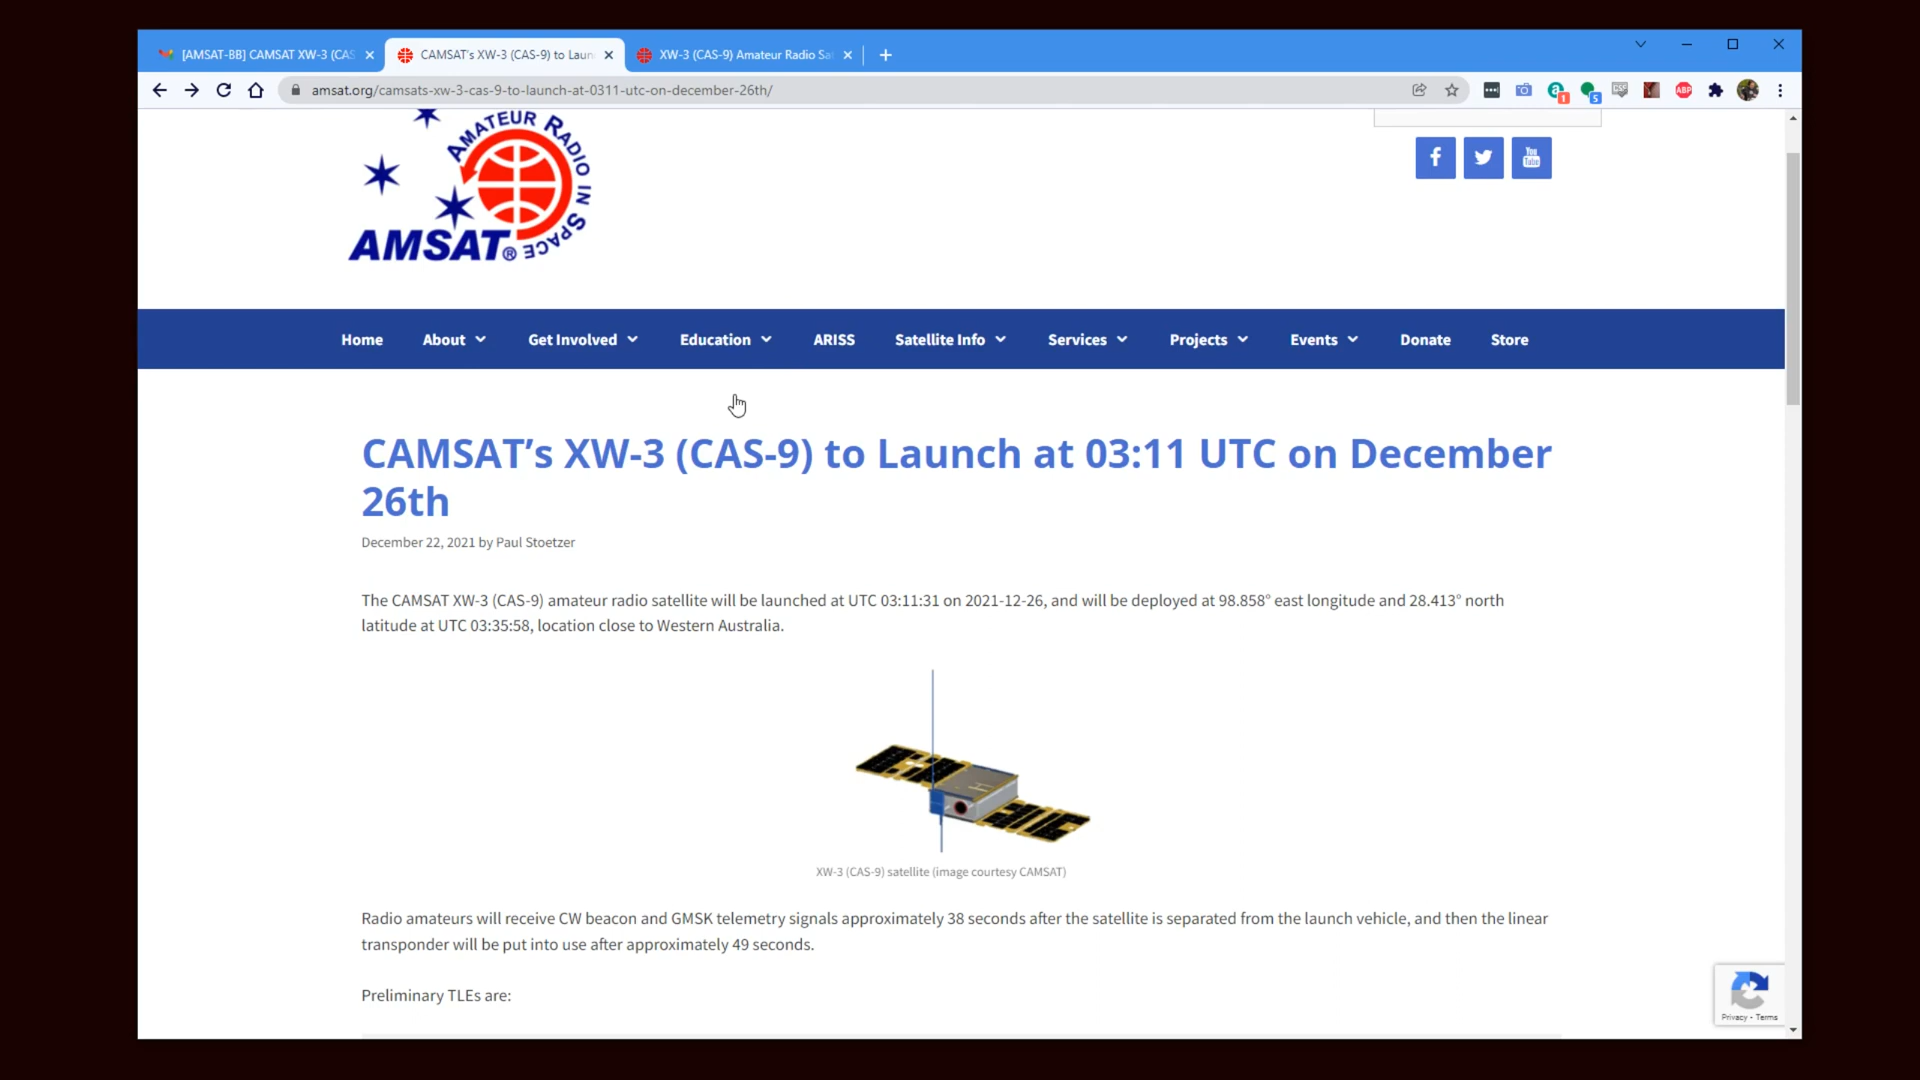 [AMSAT-BB] CAMSAT XW-3 (CAS
CAMSAT's XW-3 (CAS-9) to Laun
XW-3 (CAS-9) Amateur Radio Sa
amsat.org/camsats-xw-3-cas-9-to-launch-at-0311-utc-on-december-26th/
AMATEUR RADIO IN SPACE
AMSAT®
You Tube
Home
About
Get Involved
Education
ARISS
Satellite Info
Services
Projects
Events
Donate
Store
CAMSAT’s XW-3 (CAS-9) to Launch at 03:11 UTC on December
26th
December 22, 2021 by Paul Stoetzer
The CAMSAT XW-3 (CAS-9) amateur radio satellite will be launched at UTC 03:11:31 on 2021-12-26, and will be deployed at 98.858° east longitude and 28.413° north
latitude at UTC 03:35:58, location close to Western Australia.
XW-3 (CAS-9) satellite (image courtesy CAMSAT)
Radio amateurs will receive CW beacon and GMSK telemetry signals approximately 38 seconds after the satellite is separated from the launch vehicle, and then the linear
transponder will be put into use after approximately 49 seconds.
Preliminary TLEs are:
Privacy - Terms
1
5
ABP